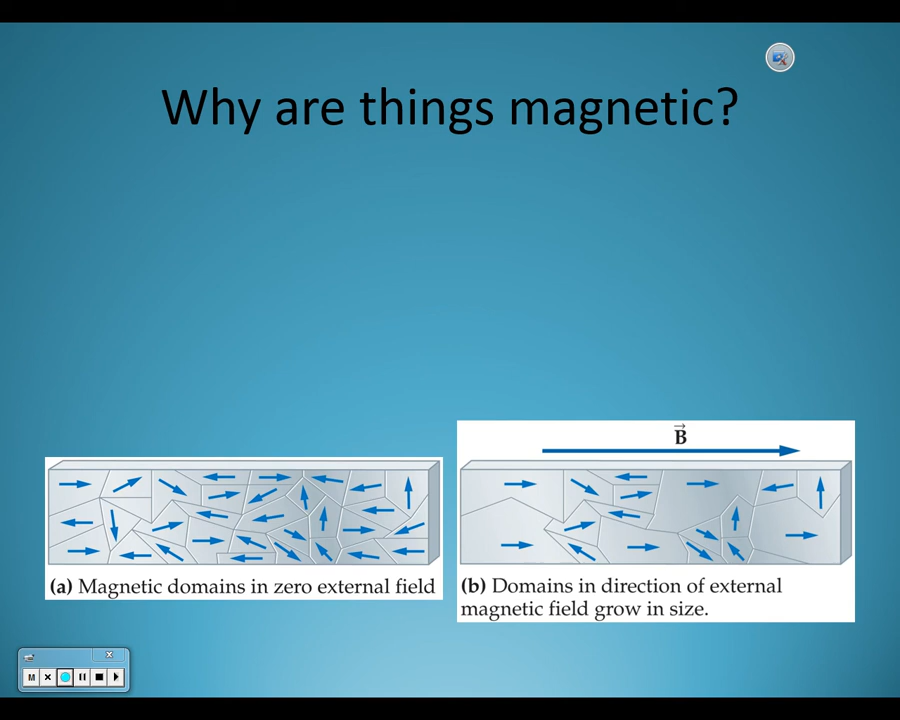 Why are things magnetic?
B
(a) Magnetic domains in zero external field
(b) Domains in direction of external
magnetic field grow in size.
M